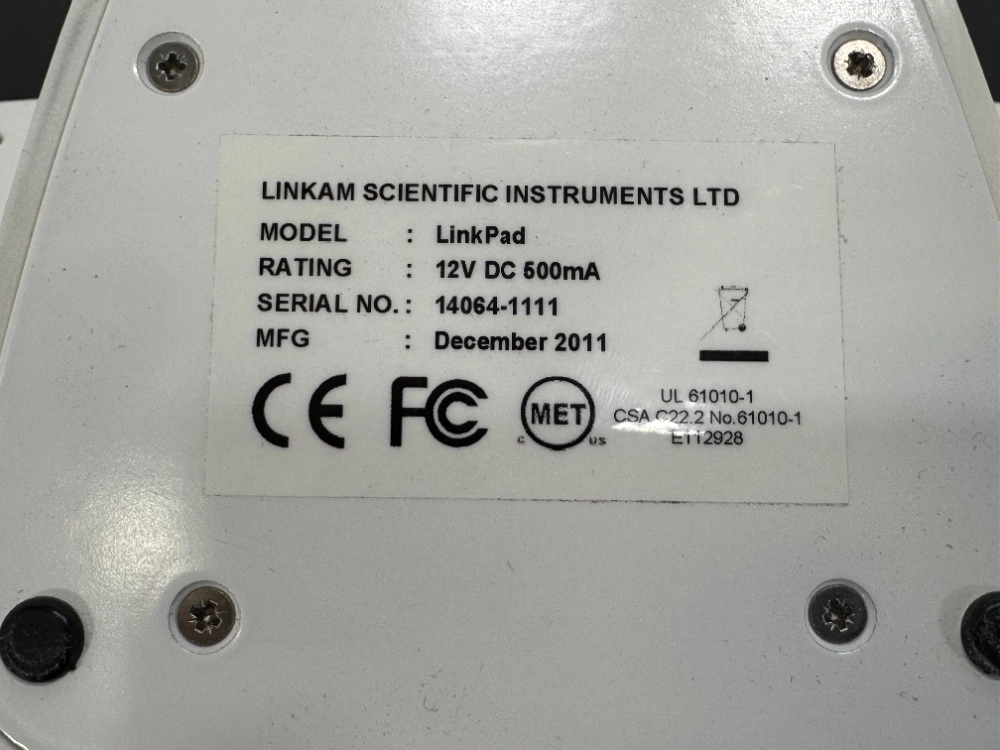 LINKAM SCIENTIFIC INSTRUMENTS LTD
MODEL : LinkPad
RATING : 12V DC 500mA
SERIAL NO. : 14064-1111
MFG : December 2011
CE FC MET
C US
UL 61010-1
CSA C22.2 No.61010-1
E112928